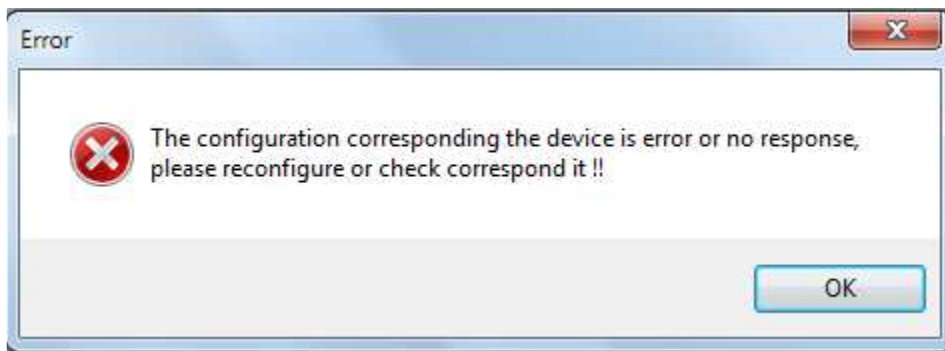 Error
The configuration corresponding the device is error or no response,
please reconfigure or check correspond it !!
OK